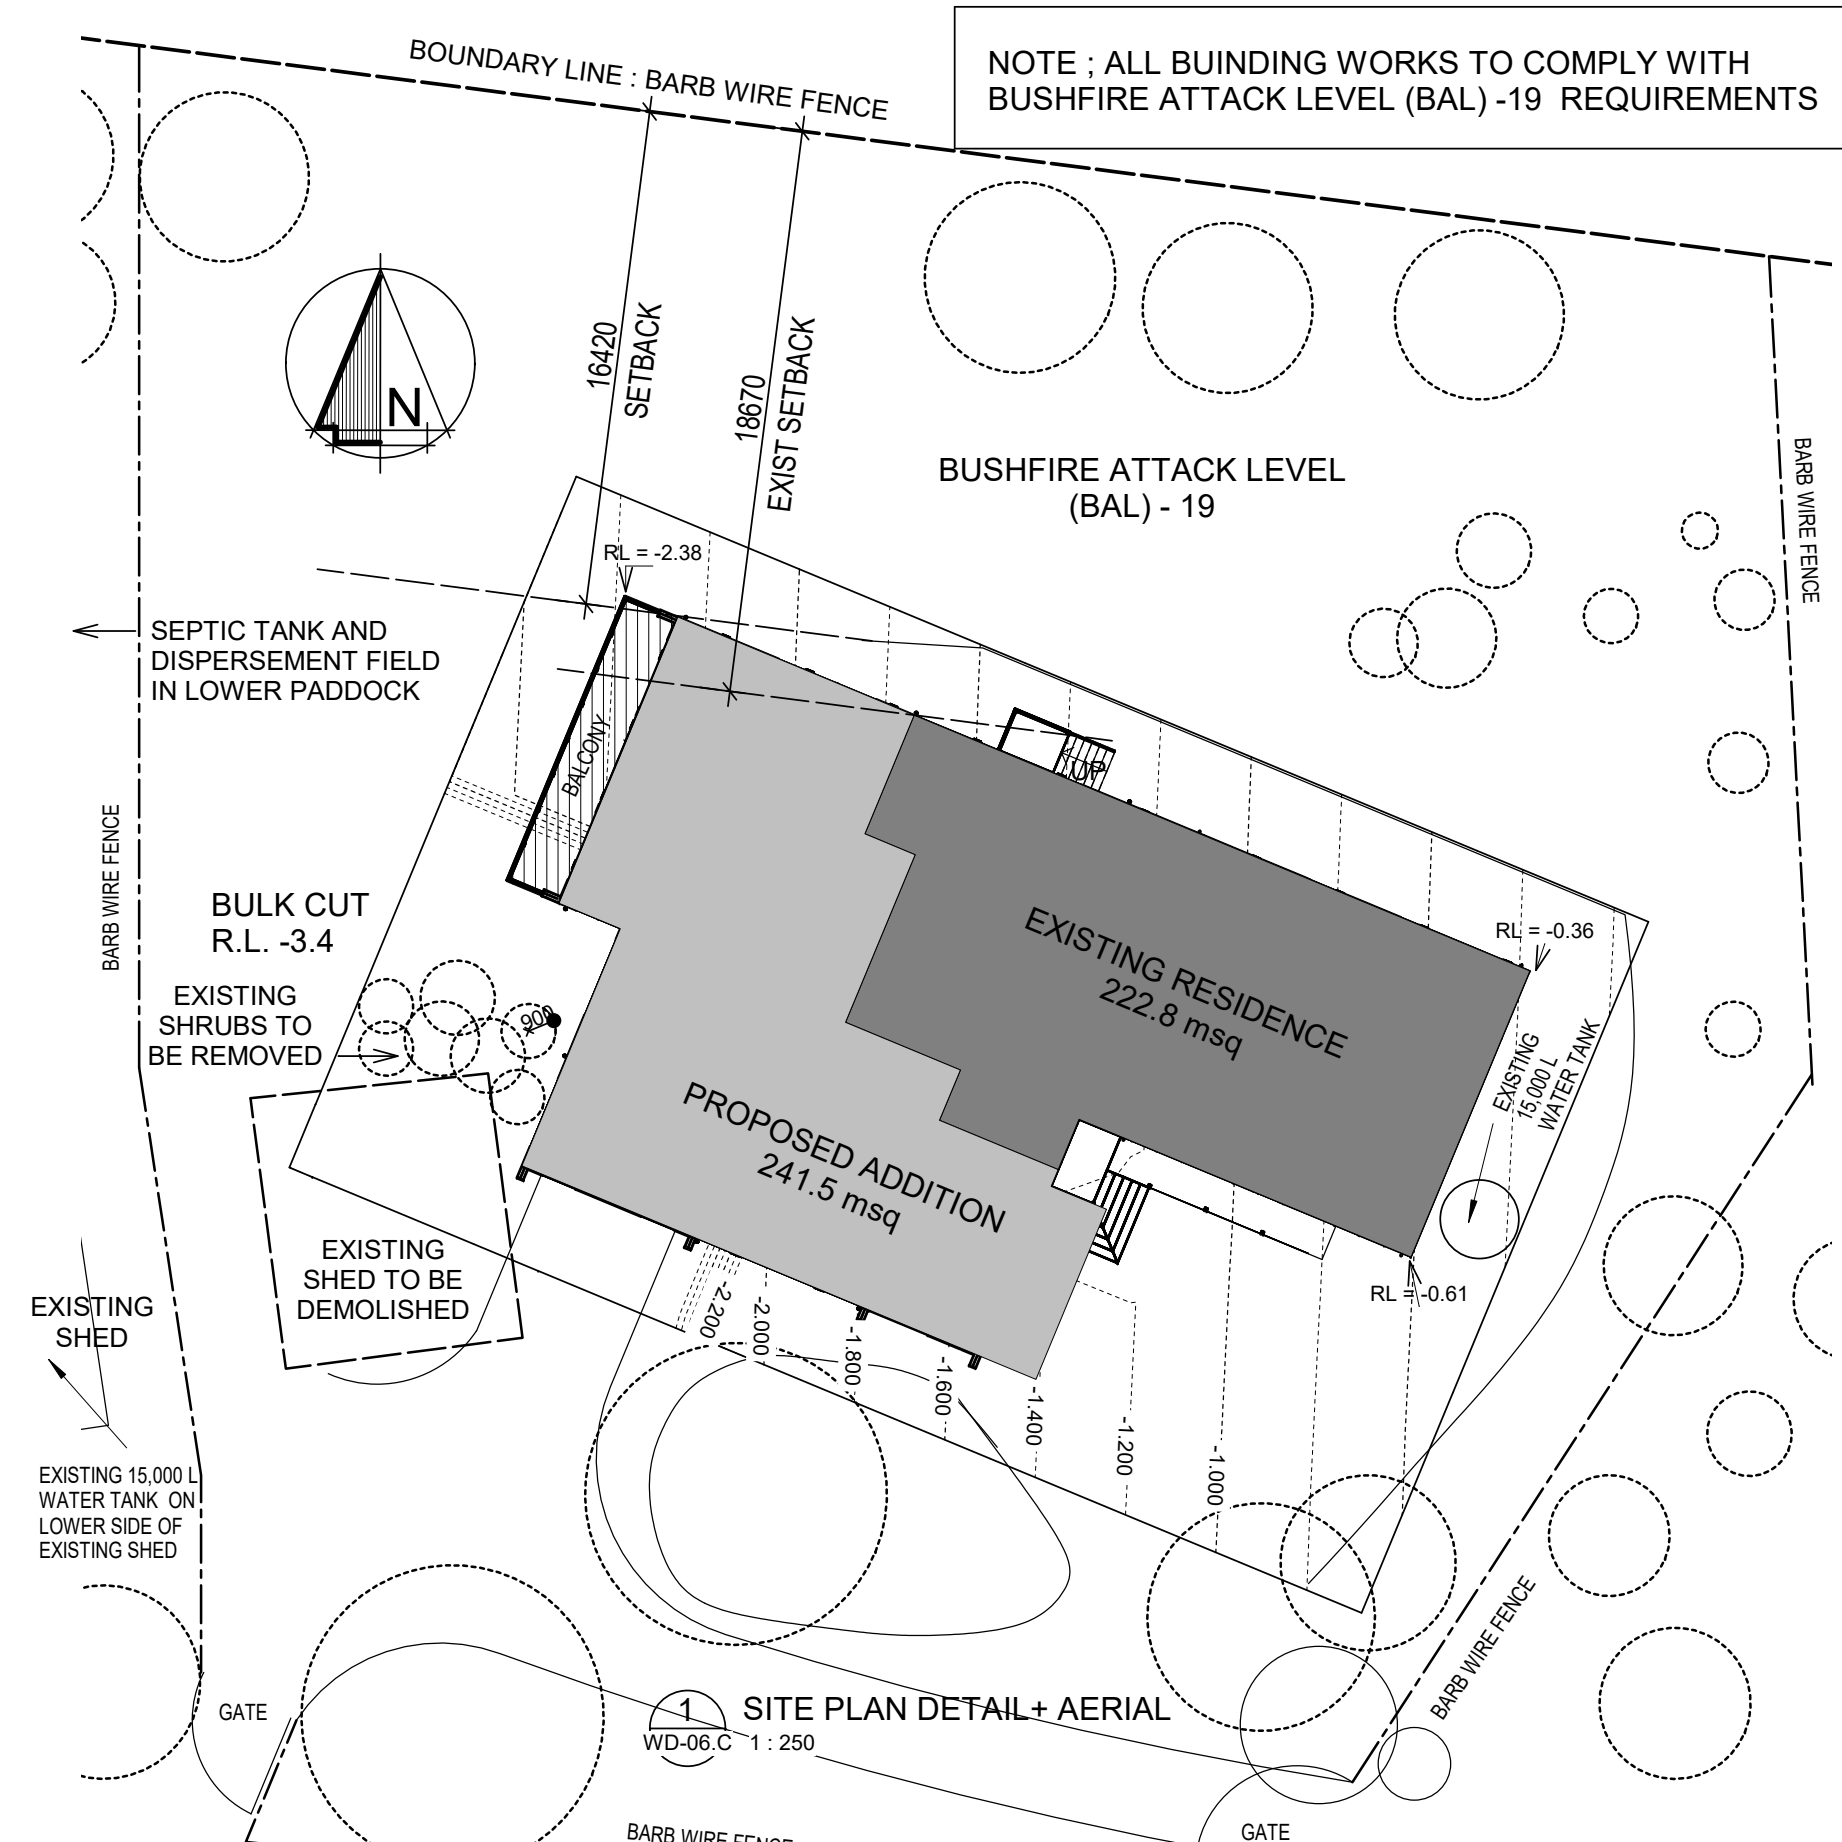 BOUNDARY LINE : BARB WIRE FENCE
NOTE ; ALL BUINDING WORKS TO COMPLY WITH
BUSHFIRE ATTACK LEVEL (BAL) -19 REQUIREMENTS
16420
SETBACK
18670
EXIST SETBACK
N
BUSHFIRE ATTACK LEVEL
(BAL) - 19
BARB WIRE FENCE
RL = -2.38
SEPTIC TANK AND
DISPERSEMENT FIELD
IN LOWER PADDOCK
BALCONY
UP
BARB WIRE FENCE
BULK CUT
R.L. -3.4
EXISTING RESIDENCE
222.8 msq
RL = -0.36
EXISTING
SHRUBS TO
BE REMOVED
900
EXISTING
15,000 L
WATER TANK
PROPOSED ADDITION
241.5 msq
EXISTING
SHED TO BE
DEMOLISHED
EXISTING
SHED
RL = -0.61
-2.200
-2.000
-1.800
-1.600
-1.400
-1.200
-1.000
EXISTING 15,000 L
WATER TANK ON
LOWER SIDE OF
EXISTING SHED
BARB WIRE FENCE
GATE
1
SITE PLAN DETAIL+ AERIAL
WD-06.C
1 : 250
BARB WIRE FENCE
GATE